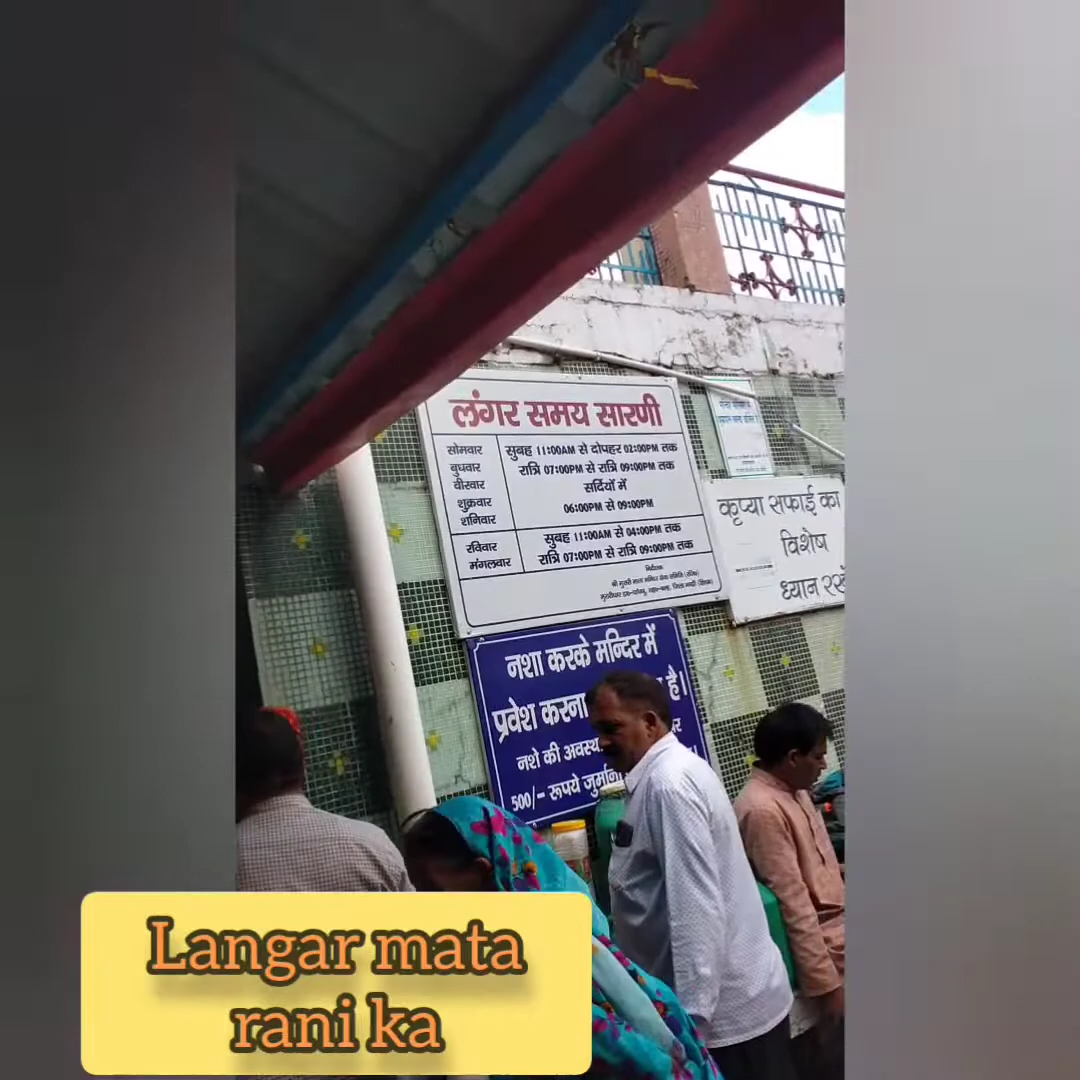 लंगर समय सारणी
सोमवार
बुधवार
वीरवार
शुक्रवार
शनिवार
सुबह 11:00AM से दोपहर 02:00PM तक
रात्रि 07:00PM से रात्रि 09:00PM तक
सर्दियों में
06:00PM से 09:00PM
रविवार
मंगलवार
सुबह 11:00AM से 04:00PM तक
रात्रि 07:00PM से रात्रि 09:00PM तक
कृप्या सफाई का
विशेष
ध्यान
नशा करके मन्दिर में
प्रवेश करना है।
नशे की
500/- रूपये
Langar mata
rani ka